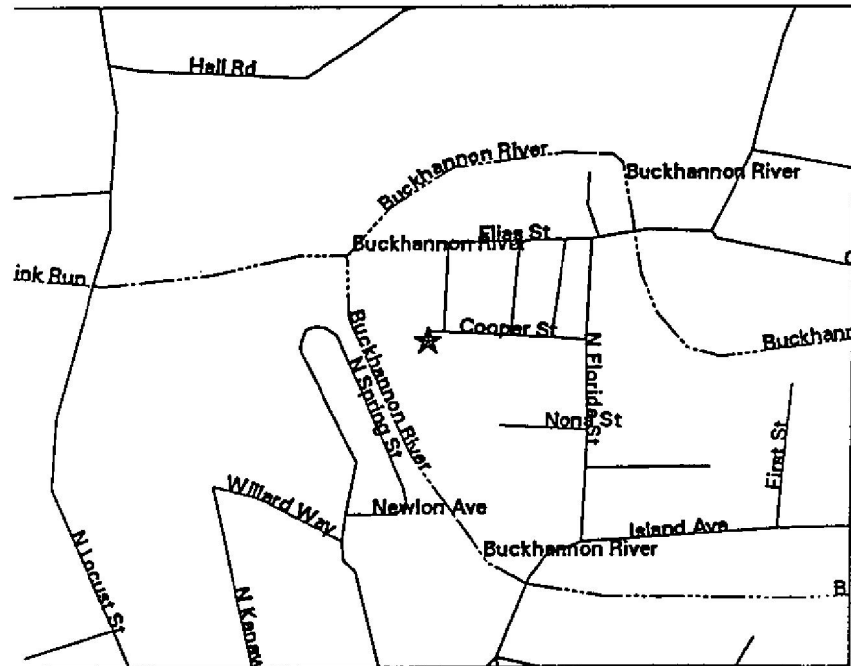 Hall Rd
Buckhannon River
Buckhannon River
Elias St
Buckhannon River
ink Run
Buckhann
Cooper St
Buckhannon River
N Spring St
N Florida St
Nona St
First St
Willard Way
Newlon Ave
Island Ave
Buckhannon River
N Locust St
N Kanaw
B